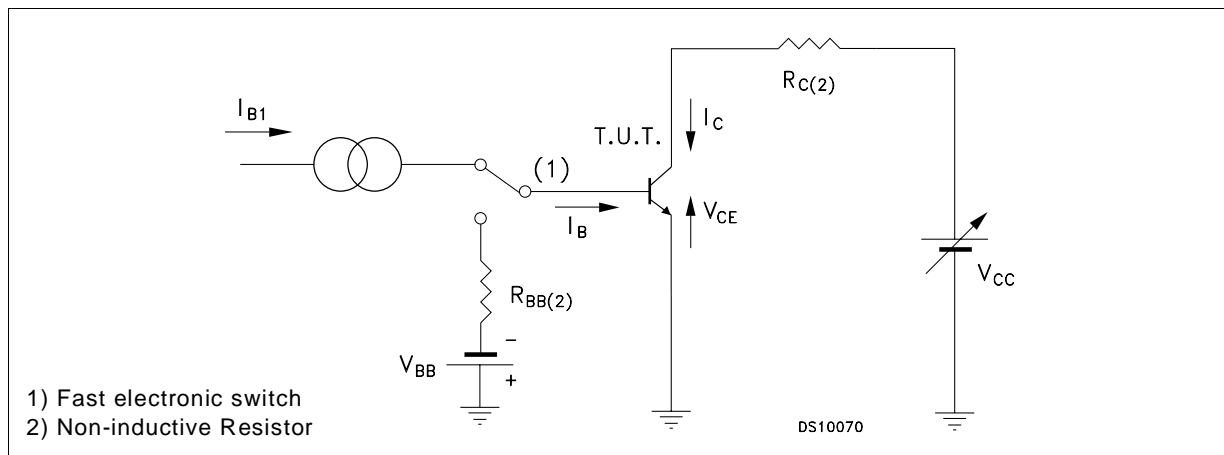 R_C(2)
I_B1
I_C
T.U.T.
(1)
I_B
V_CE
R_BB(2)
V_CC
-
V_BB
+
1) Fast electronic switch
2) Non-inductive Resistor
DS10070